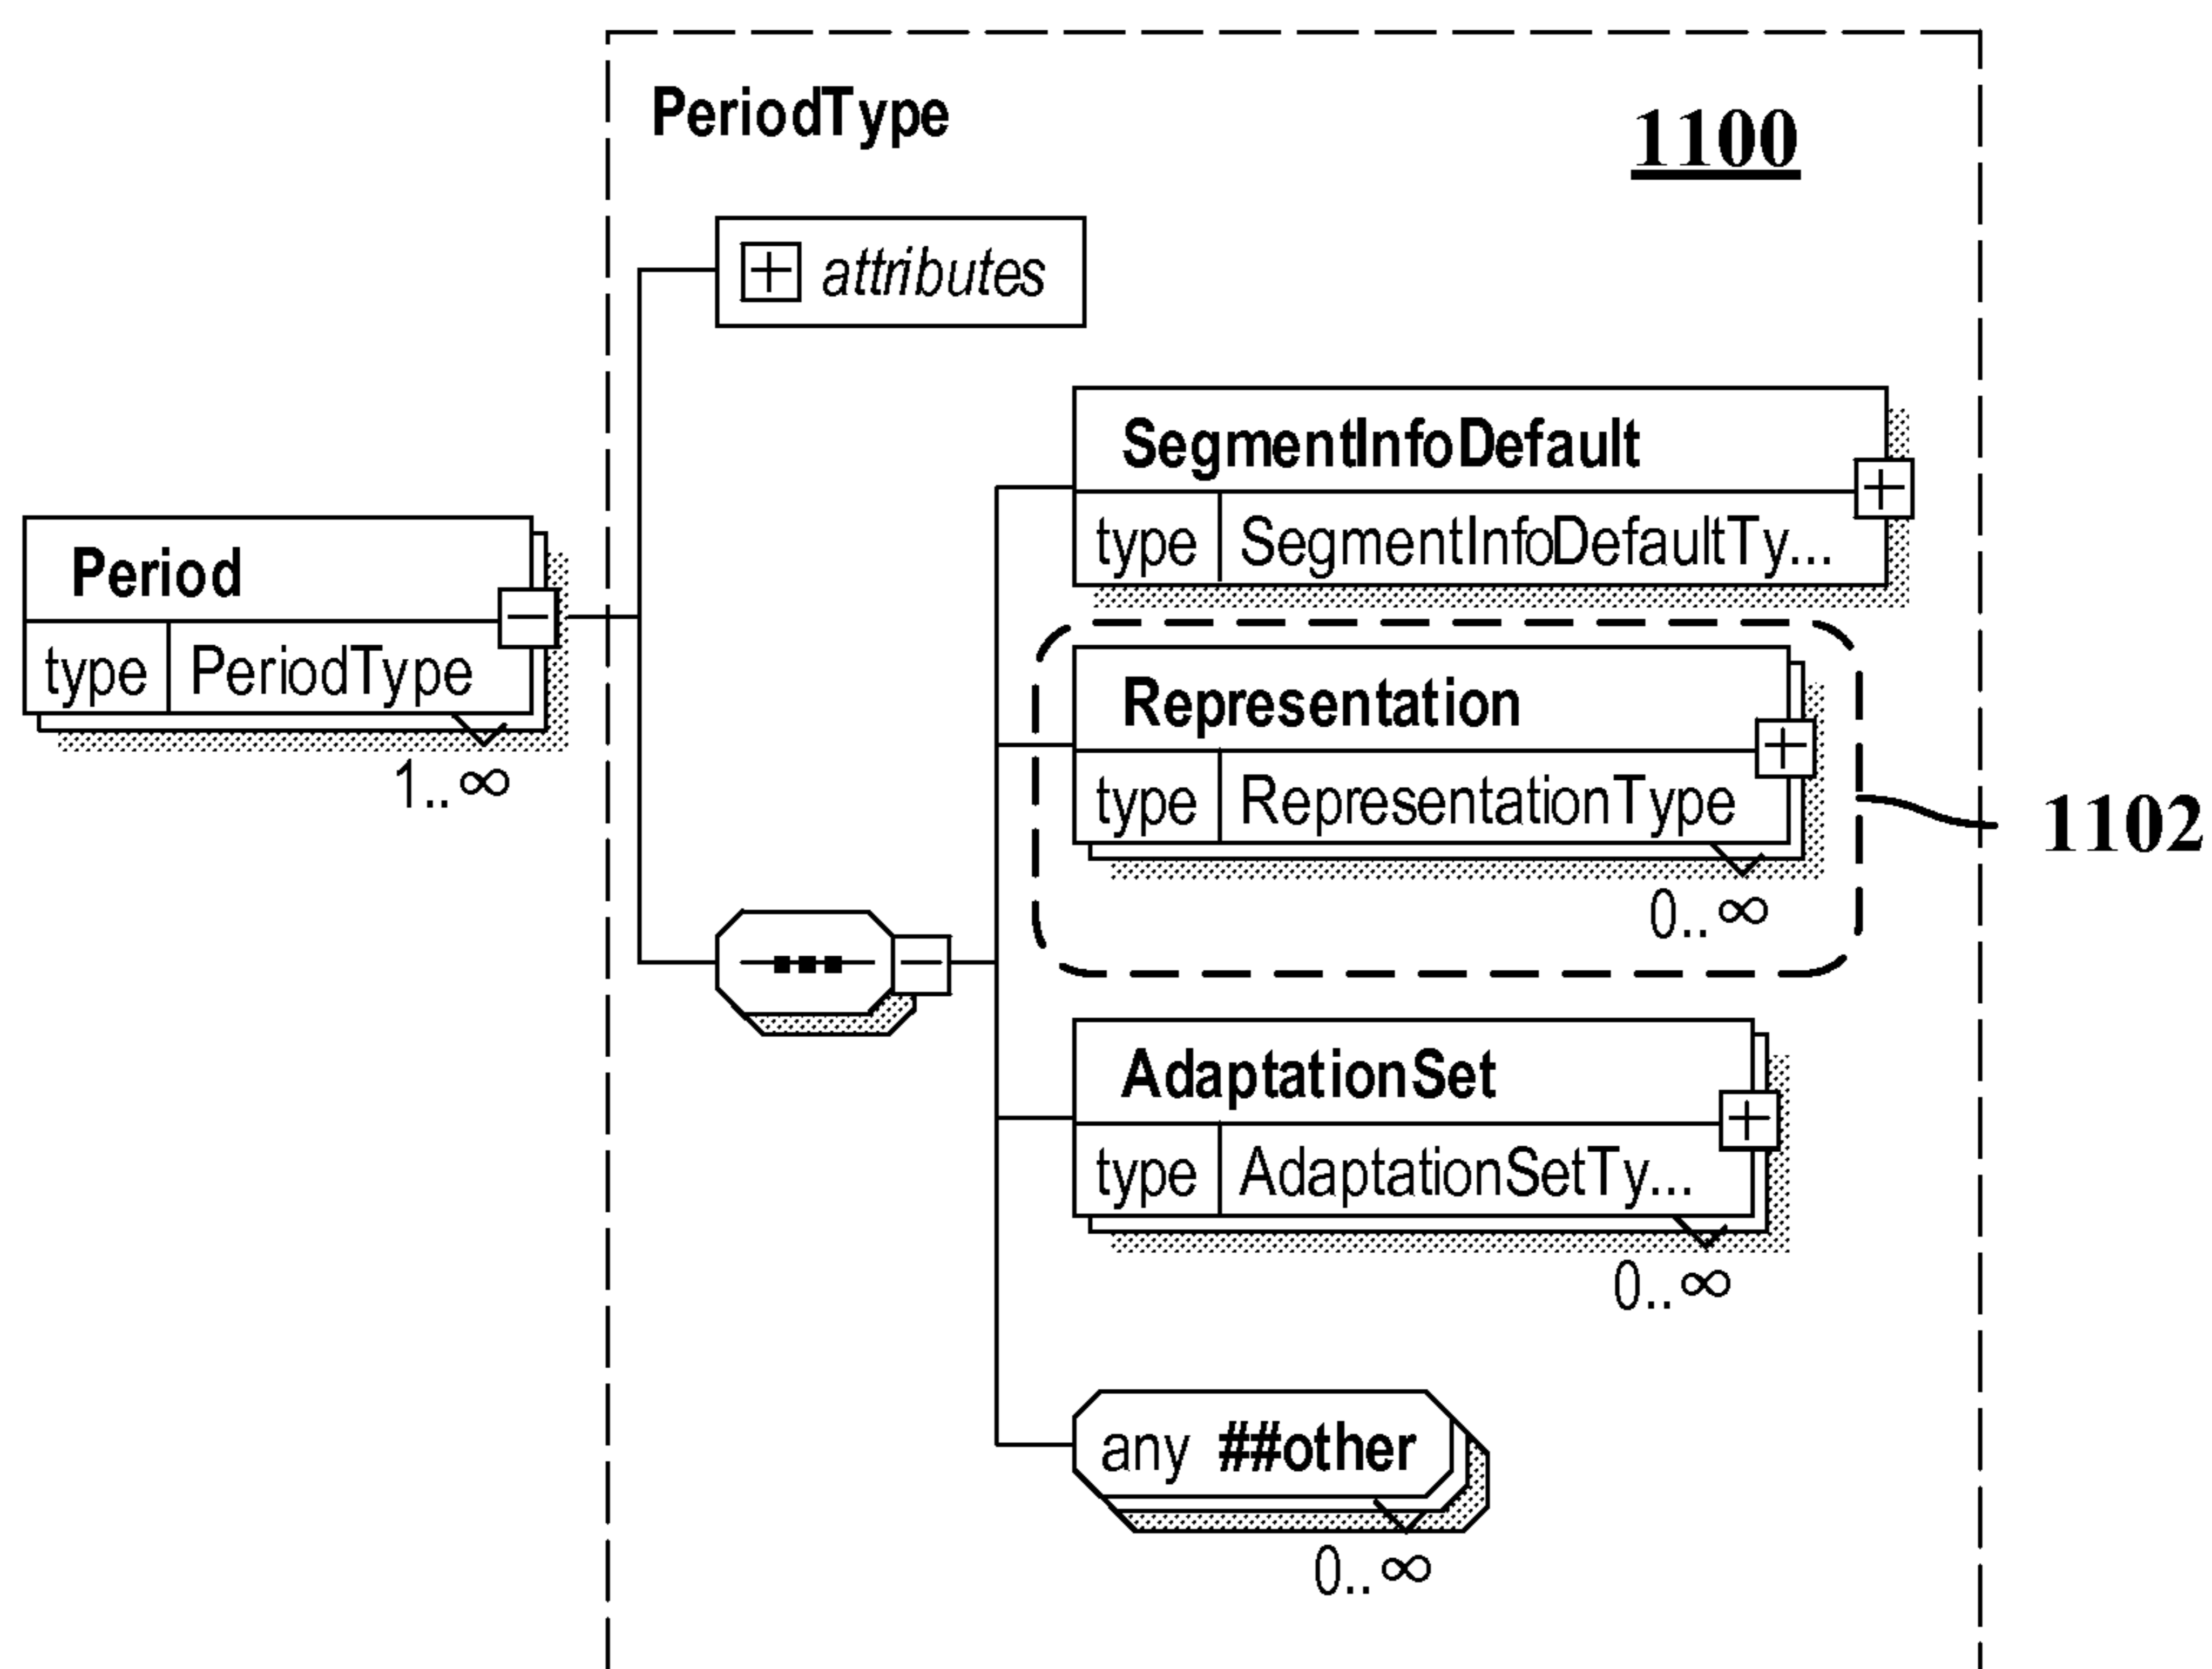 PeriodType
1100
attributes
SegmentInfoDefault
type SegmentInfoDefaultTy...
Period
type PeriodType
1..∞
Representation
type RepresentationType
0..∞
1102
AdaptationSet
type AdaptationSetTy...
0..∞
any ##other
0..∞